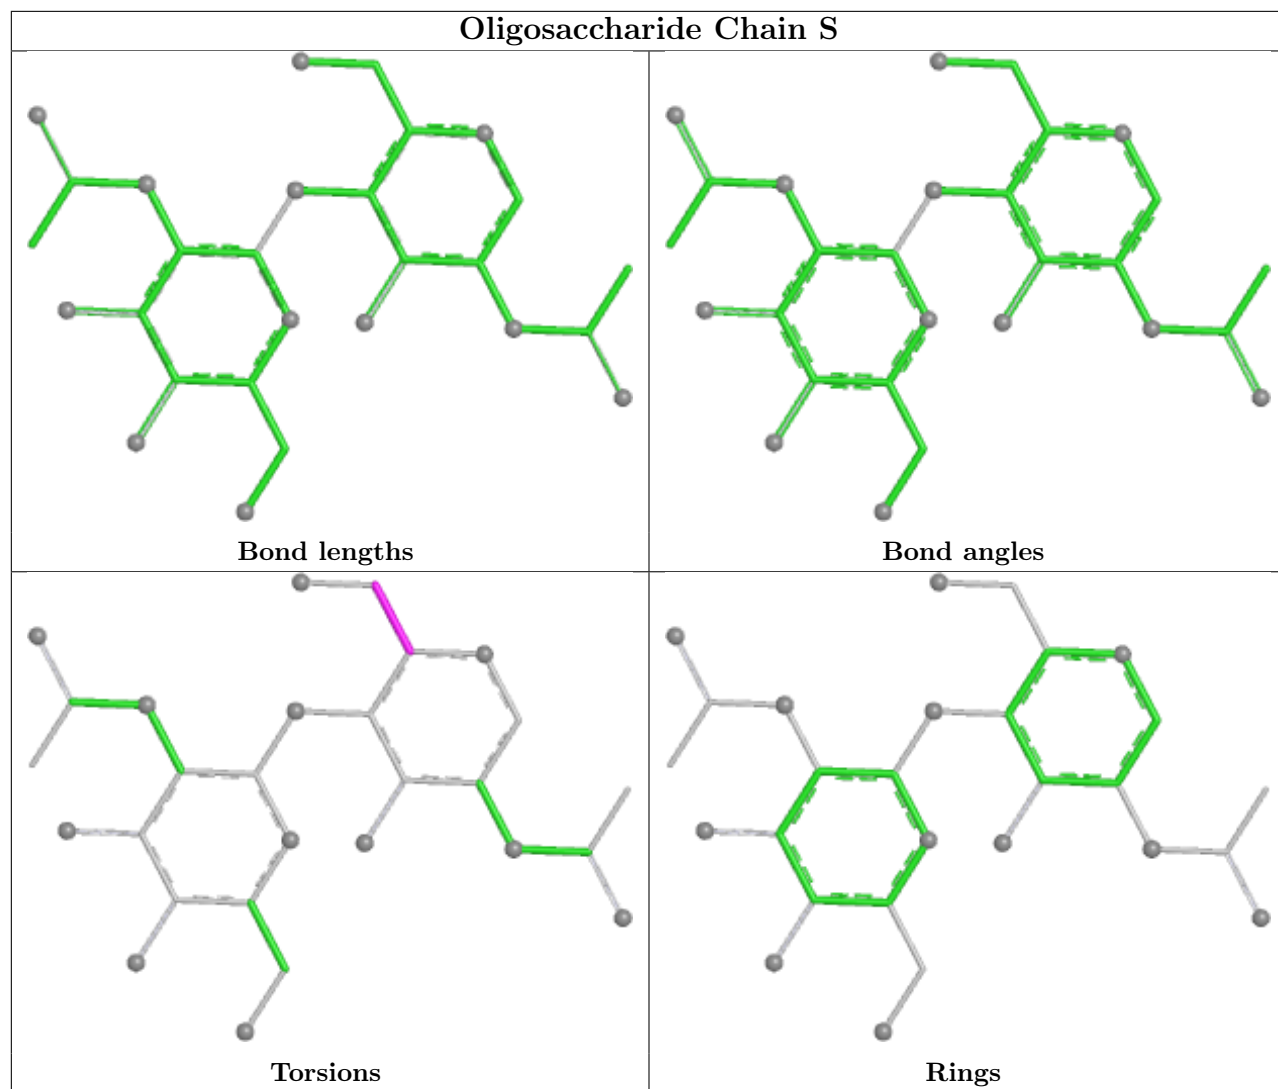 Oligosaccharide Chain S
Bond lengths
Bond angles
Torsions
Rings